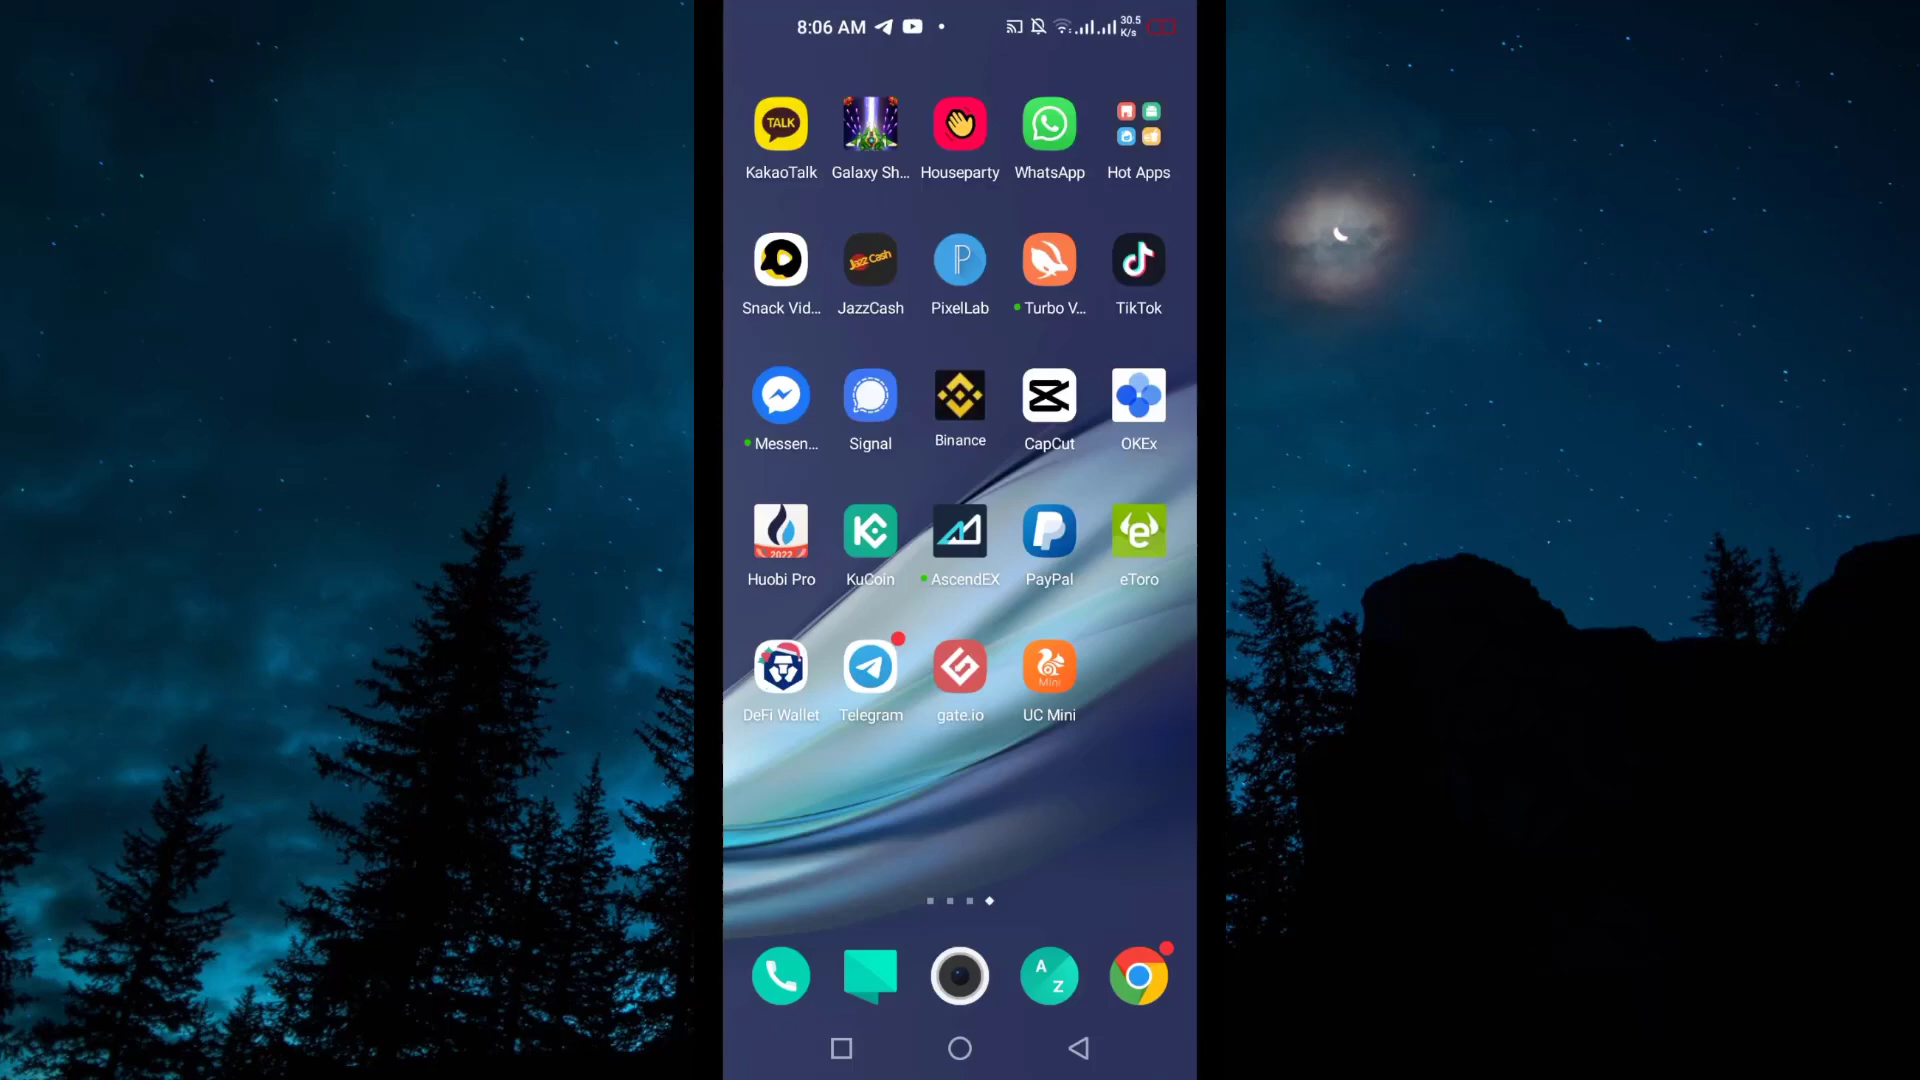 8:06 AM
30.5
K/s
TALK
KakaoTalk
Galaxy Sh...
Houseparty
WhatsApp
Hot Apps
Jazz Cash
P
Snack Vid...
JazzCash
PixelLab
Turbo V...
TikTok
Messen...
Signal
Binance
CapCut
OKEx
2022
e
Huobi Pro
KuCoin
AscendEX
PayPal
eToro
Mini
DeFi Wallet
Telegram
gate.io
UC Mini
A
Z